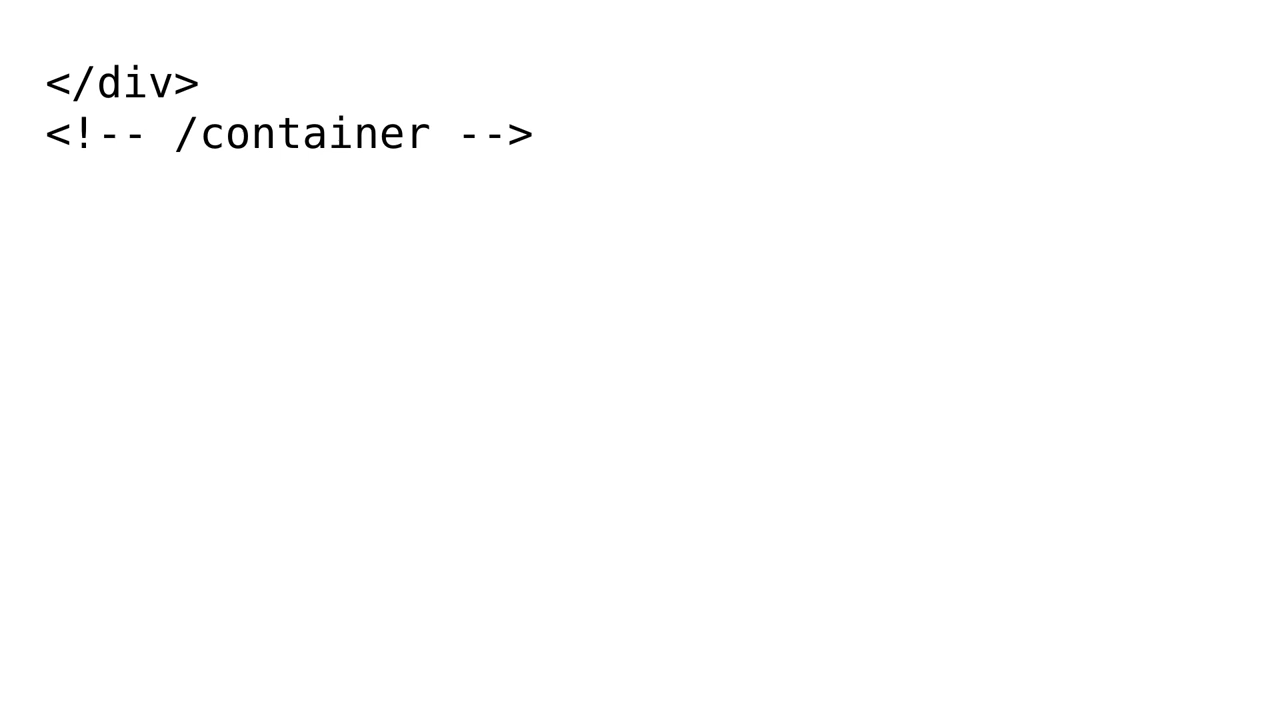 </div>
<!-- /container -->